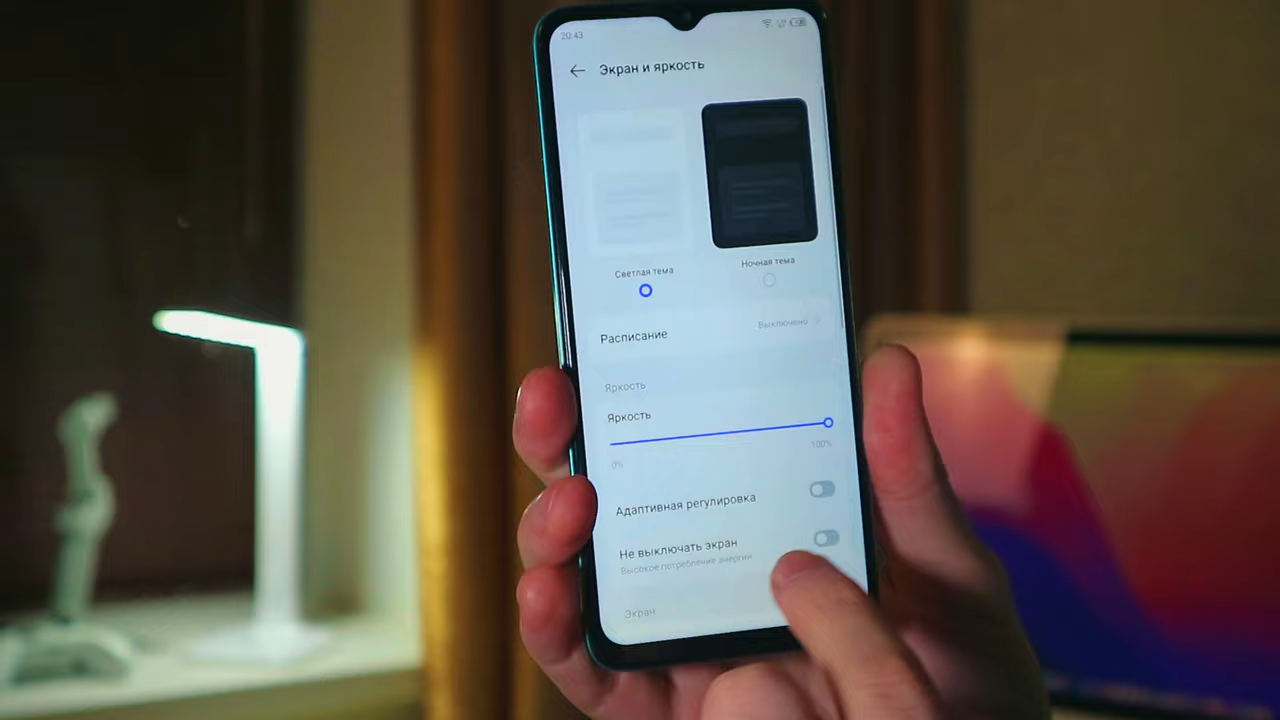 20:43
Экран и яркость
Светлая тема
Ночная тема
Расписание
Выключено
Яркость
Яркость
0%
100%
Адаптивная регулировка
Не выключать экран
Высокое потребление энергии
Экран